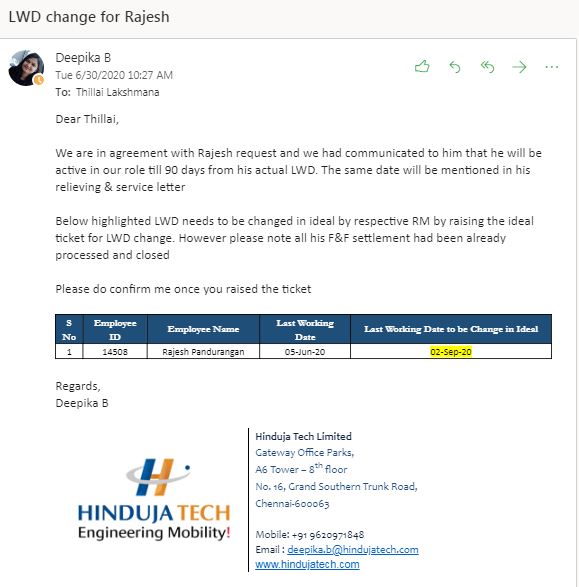 LWD change for Rajesh
Deepika B
Tue 6/30/2020 10:27 AM
To: Thillai Lakshmana
Dear Thillai,
We are in agreement with Rajesh request and we had communicated to him that he will be
active in our role till 90 days from his actual LWD. The same date will be mentioned in his
relieving & service letter
Below highlighted LWD needs to be changed in ideal by respective RM by raising the ideal
ticket for LWD change. However please note all his F&F settlement had been already
processed and closed
Please do confirm me once you raised the ticket
S No Employee ID Employee Name Last Working Date Last Working Date to be Change in Ideal
1 14508 Rajesh Pandurangan 05-Jun-20 02-Sep-20
Regards,
Deepika B
HINDUJA TECH
Engineering Mobility!
Hinduja Tech Limited
Gateway Office Parks,
A6 Tower – 8th floor
No. 16, Grand Southern Trunk Road,
Chennai-600063
Mobile: +91 9620971848
Email : deepika.b@hindujatech.com
www.hindujatech.com